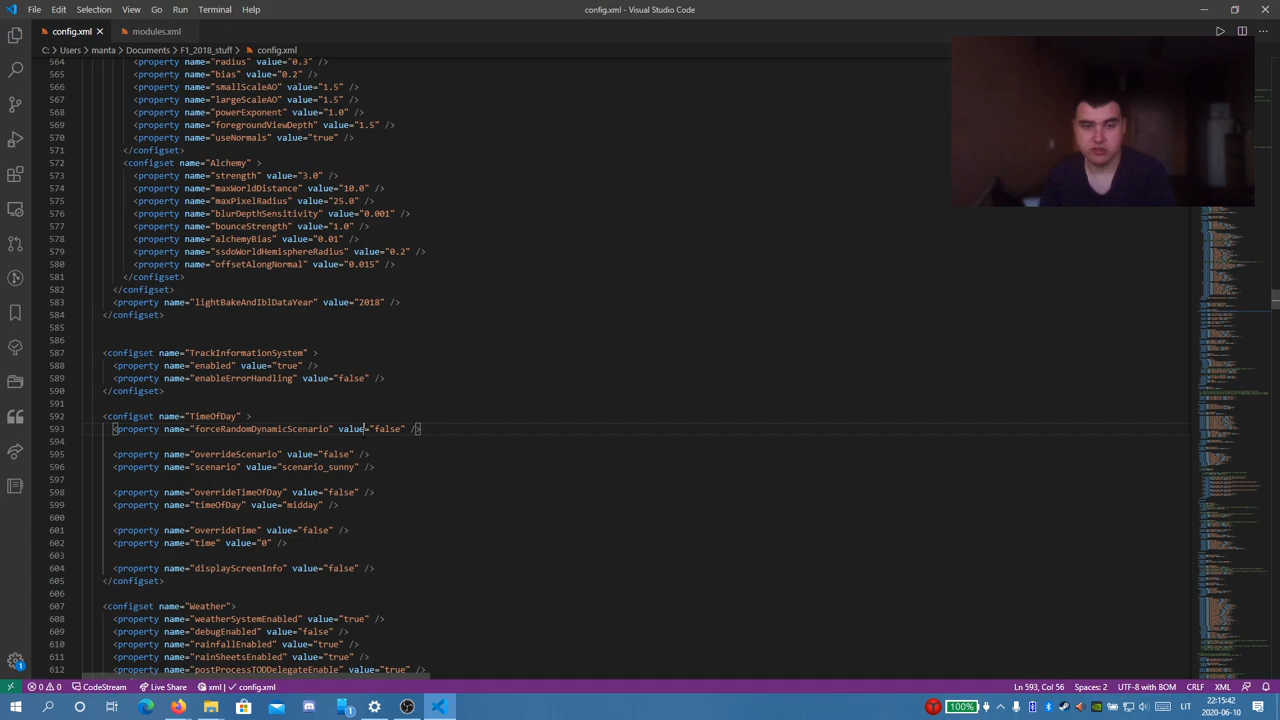 File Edit Selection View Go Run Terminal Help config.xml - Visual Studio Code
config.xml modules.xml
C: > Users > manta > Documents > F1_2018_stuff > config.xml
564 <property name="radius" value="0.3" />
565 <property name="bias" value="0.2" />
566 <property name="smallScaleAO" value="1.5" />
567 <property name="largeScaleAO" value="1.5" />
568 <property name="powerExponent" value="1.0" />
569 <property name="foregroundViewDepth" value="1.5" />
570 <property name="useNormals" value="true" />
571 </configset>
572 <configset name="Alchemy" >
573 <property name="strength" value="3.0" />
574 <property name="maxWorldDistance" value="10.0" />
575 <property name="maxPixelRadius" value="25.0" />
576 <property name="blurDepthSensitivity" value="0.001" />
577 <property name="bounceStrength" value="1.0" />
578 <property name="alchemyBias" value="0.01" />
579 <property name="ssdoWorldHemisphereRadius" value="0.2" />
580 <property name="offsetAlongNormal" value="0.015" />
581 </configset>
582 </configset>
583 <property name="lightBakeAndIblDataYear" value="2018" />
584 </configset>
585
586
587 <configset name="TrackInformationSystem" >
588 <property name="enabled" value="true" />
589 <property name="enableErrorHandling" value="false" />
590 </configset>
591
592 <configset name="TimeOfDay" >
593 <property name="forceRandomDynamicScenario" value="false" />
594
595 <property name="overrideScenario" value="false" />
596 <property name="scenario" value="scenario_sunny" />
597
598 <property name="overrideTimeOfDay" value="false" />
599 <property name="timeOfDay" value="midday" />
600
601 <property name="overrideTime" value="false" />
602 <property name="time" value="0" />
603
604 <property name="displayScreenInfo" value="false" />
605 </configset>
606
607 <configset name="Weather">
608 <property name="weatherSystemEnabled" value="true" />
609 <property name="debugEnabled" value="false" />
610 <property name="rainfallEnabled" value="true" />
611 <property name="rainSheetsEnabled" value="true" />
612 <property name="postProcessTODDelegateEnable" value="true" />
0 0 CodeStream Live Share xml config.xml Ln 593, Col 56 Spaces: 2 UTF-8 with BOM CRLF XML
1 100% LIT 22:15:42 2020-06-10